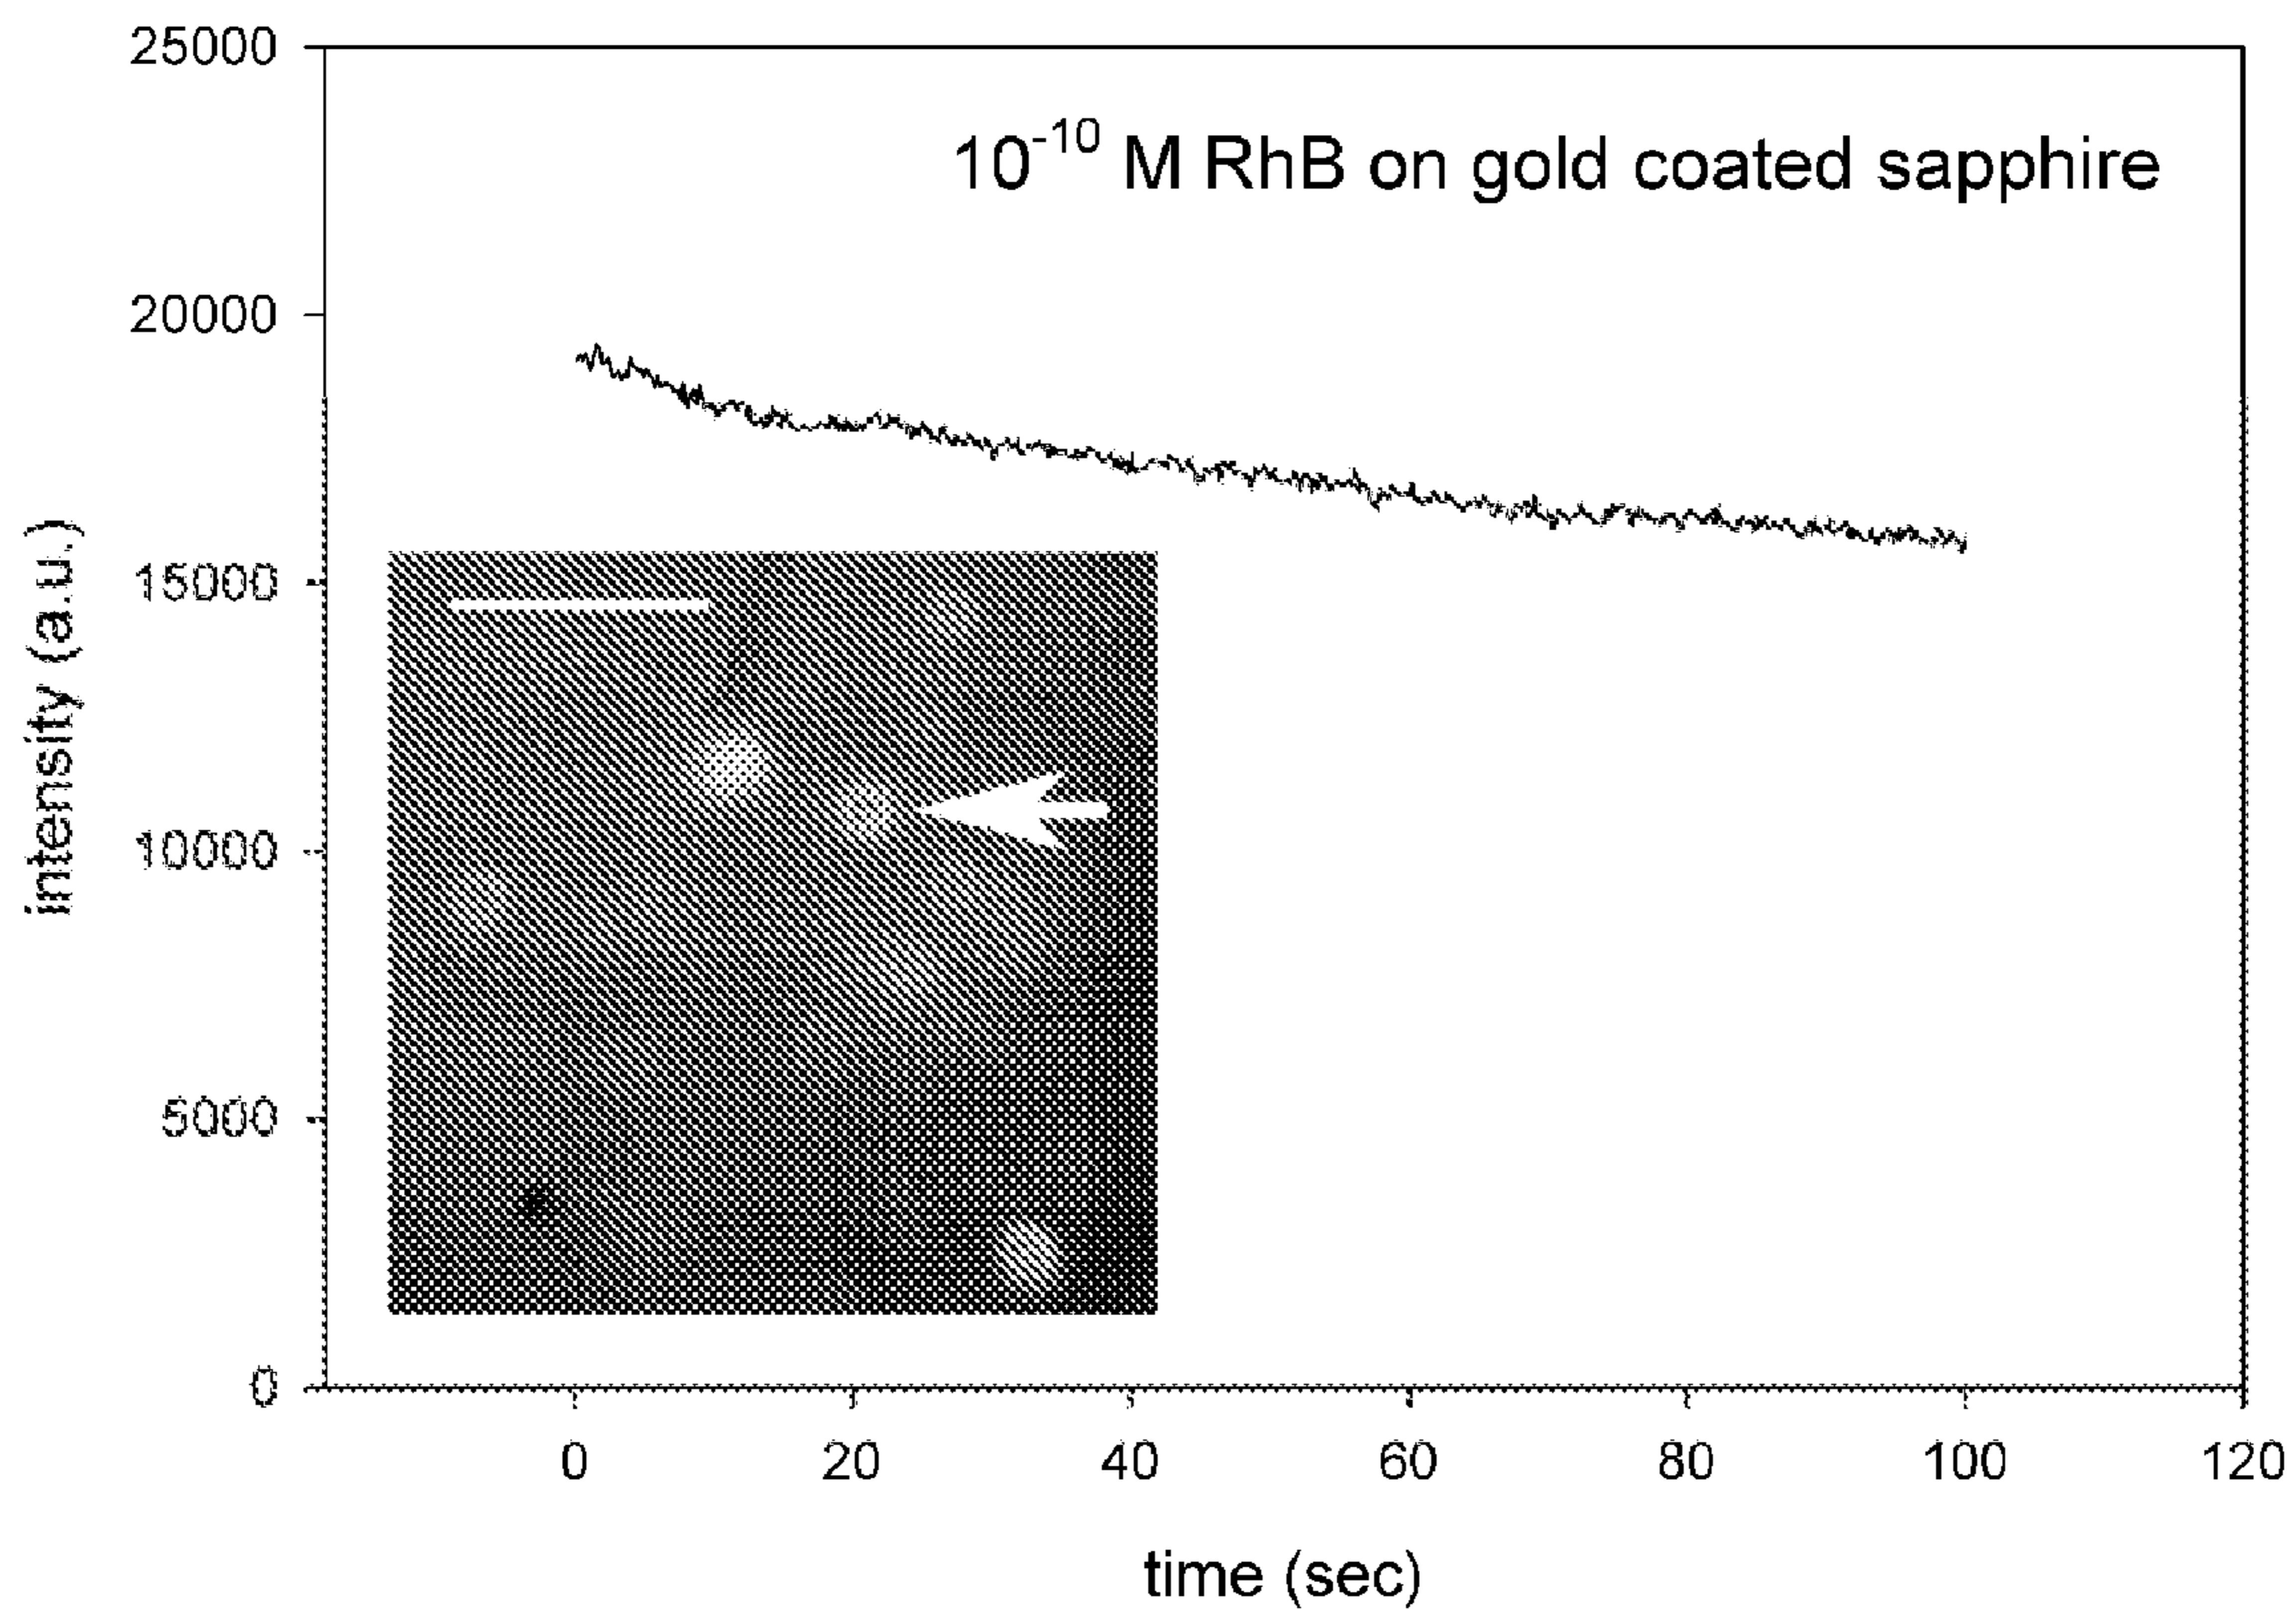 25000
10⁻¹⁰ M RhB on gold coated sapphire
20000
15000
10000
5000
0
intensity (a.u.)
0 20 40 60 80 100 120
time (sec)